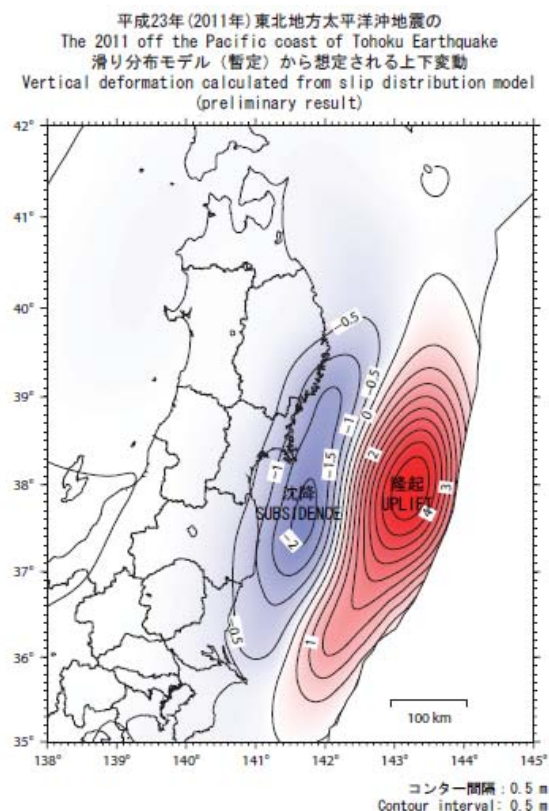 平成23年(2011年)東北地方太平洋沖地震の
The 2011 off the Pacific coast of Tohoku Earthquake
滑り分布モデル（暫定）から想定される上下変動
Vertical deformation calculated from slip distribution model
(preliminary result)
42°
41°
40°
39°
38°
37°
36°
35°
0
-0.5
0
-0.5
-1
-1.5
-1
2
3
沈降
SUBSIDENCE
隆起
UPLIFT
4
-2
-0.5
1
100 km
138°
139°
140°
141°
142°
143°
144°
145°
コンター間隔：0.5 m
Contour interval: 0.5 m